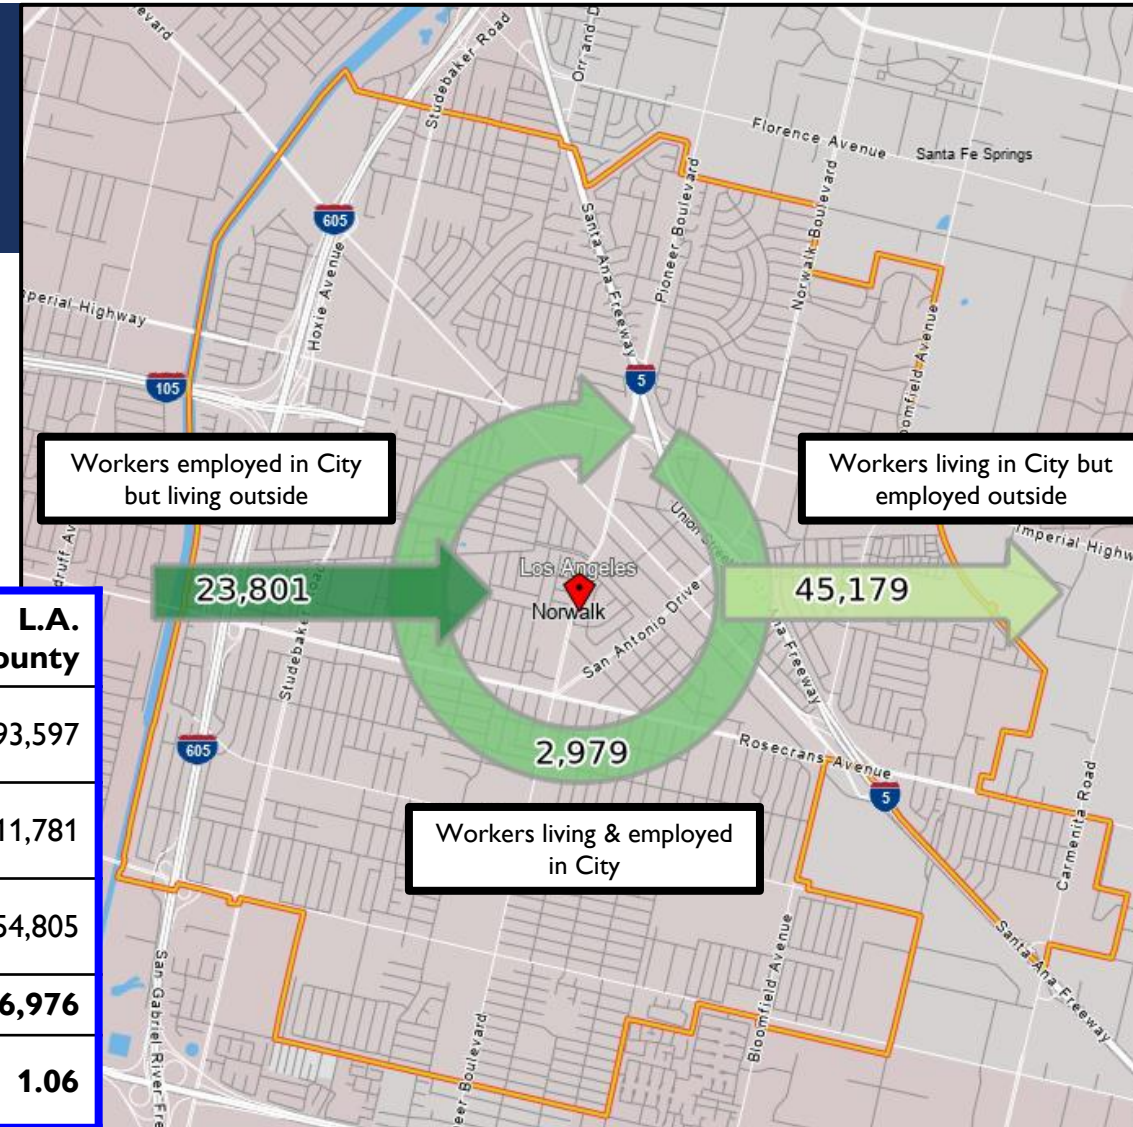 Studebaker Road
Florence Avenue
Santa Fe Springs
605
Hoxie Avenue
Santa Ana Freeway
Pioneer Boulevard
Norwalk Boulevard
Highway
105
5
Avenue
Workers employed in City
but living outside
Workers living in City but
employed outside
Union Street
Imperial
23,801
Los Angeles
Norwalk
San Antonio Drive
45,179
Freeway
L.A.
93,597
11,781
54,805
6,976
1.06
605
2,979
Rosecrans Avenue
5
Carmenita Road
Workers living & employed
in City
Bloomfield Avenue
Santa Ana Freeway
San Gabriel River
Boulevard